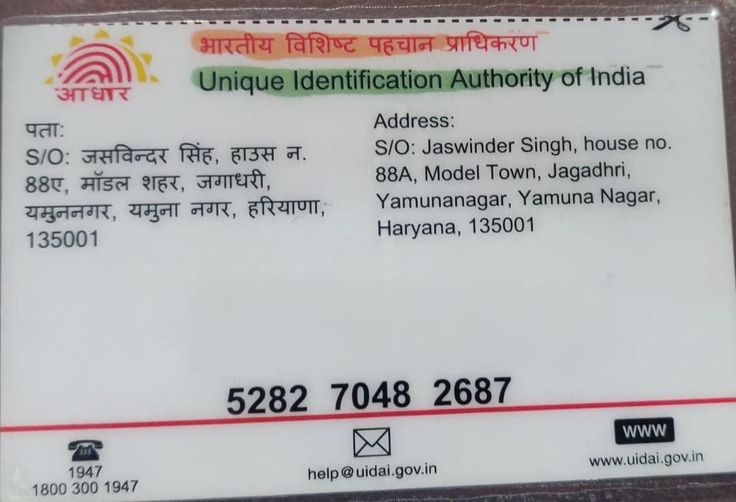 भारतीय विशिष्ट पहचान प्राधिकरण
Unique Identification Authority of India
आधार
पता:
S/O: जसविन्दर सिंह, हाउस न.
88ए, मॉडल शहर, जगाधरी,
यमुननगर, यमुना नगर, हरियाणा,
135001
Address:
S/O: Jaswinder Singh, house no.
88A, Model Town, Jagadhri,
Yamunanagar, Yamuna Nagar,
Haryana, 135001
5282 7048 2687
1947
1800 300 1947
help@uidai.gov.in
WWW
www.uidai.gov.in